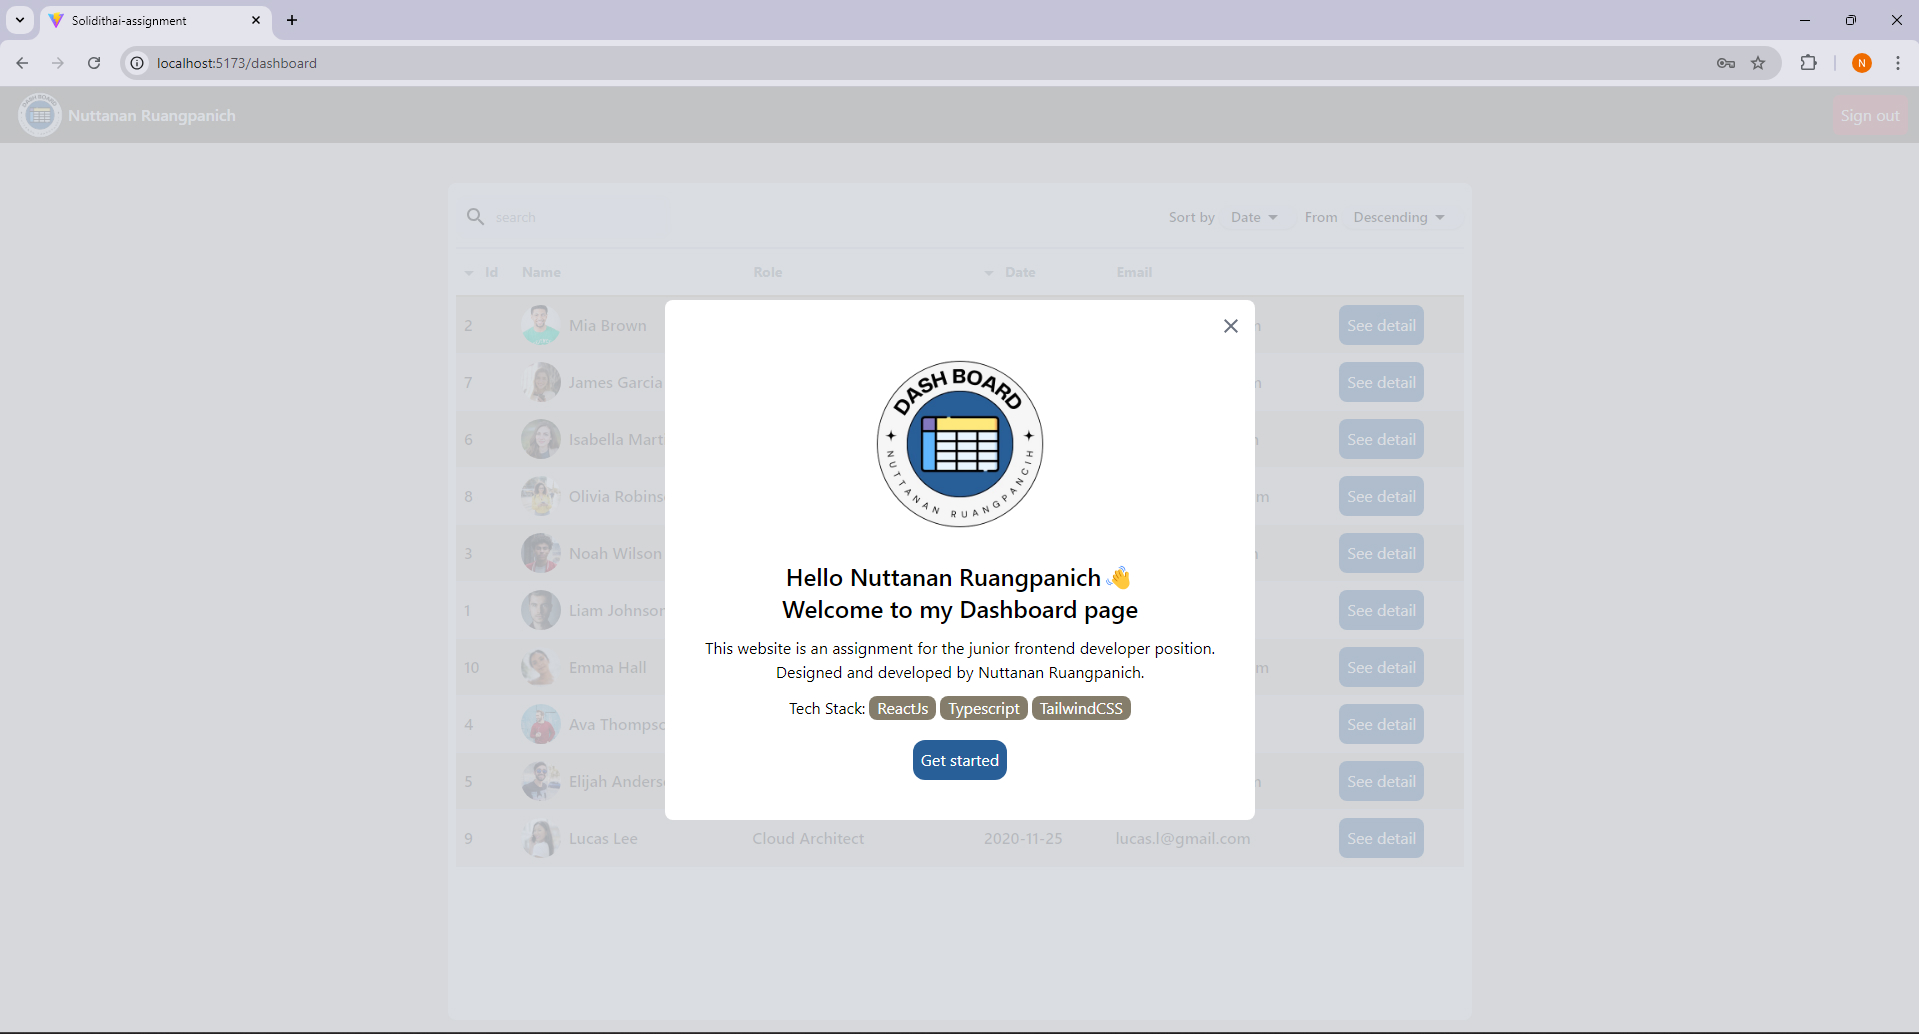 Solidithai-assignment
localhost:5173/dashboard
N
DASH BOARD
Nuttanan Ruangpanich
Sign out
search
Sort by Date From Descending
Id Name Role Date Email
2 Mia Brown See detail
7 James Garcia See detail
6 Isabella Mart See detail
8 Olivia Robins See detail
3 Noah Wilson See detail
1 Liam Johnson See detail
10 Emma Hall See detail
4 Ava Thompso See detail
5 Elijah Anders See detail
9 Lucas Lee Cloud Architect 2020-11-25 lucas.l@gmail.com See detail
DASH BOARD
NUTTANAN RUANGPANCIH
Hello Nuttanan Ruangpanich 👋
Welcome to my Dashboard page
This website is an assignment for the junior frontend developer position.
Designed and developed by Nuttanan Ruangpanich.
Tech Stack: ReactJs Typescript TailwindCSS
Get started